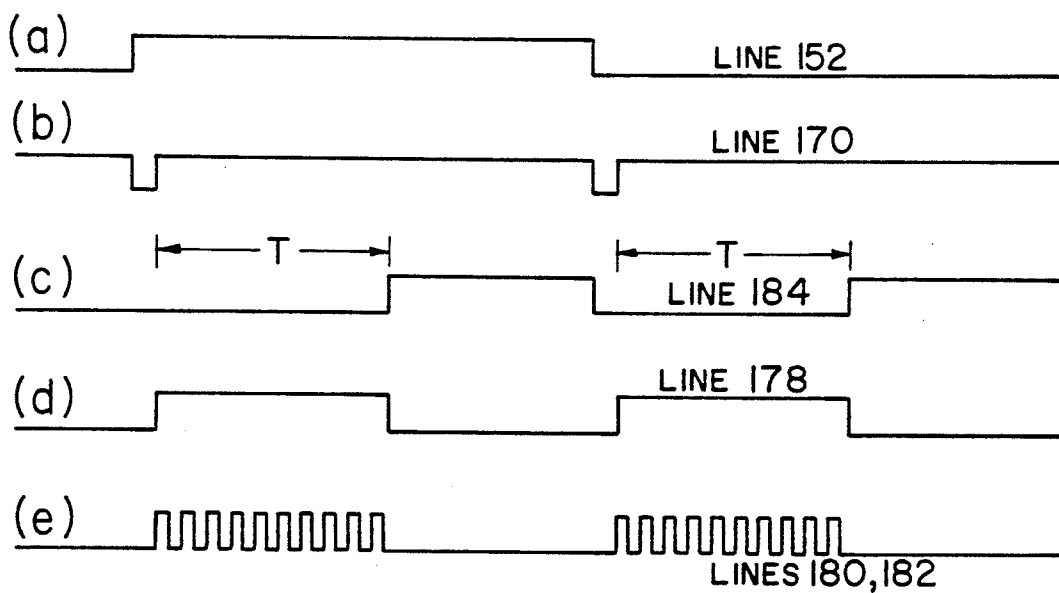 (a)
LINE 152
(b)
LINE 170
T
T
(c)
LINE 184
(d)
LINE 178
(e)
LINES 180,182